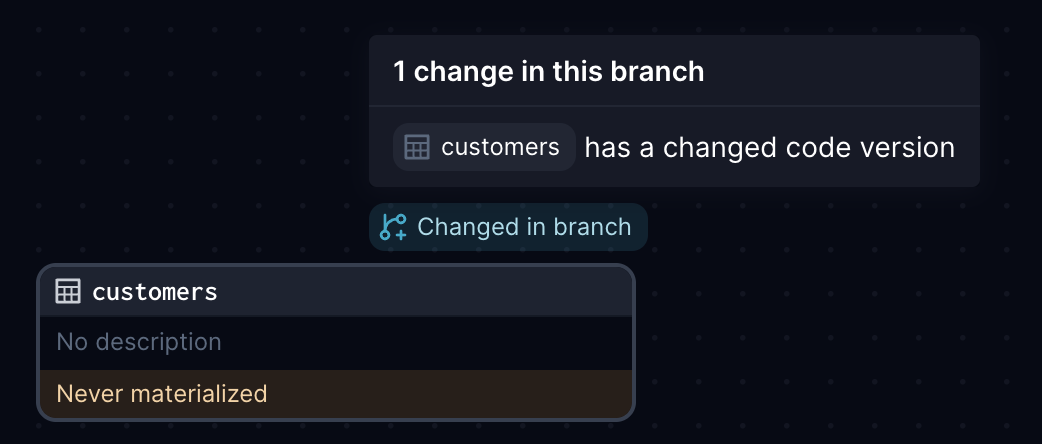 1 change in this branch
customers has a changed code version
Changed in branch
customers
No description
Never materialized